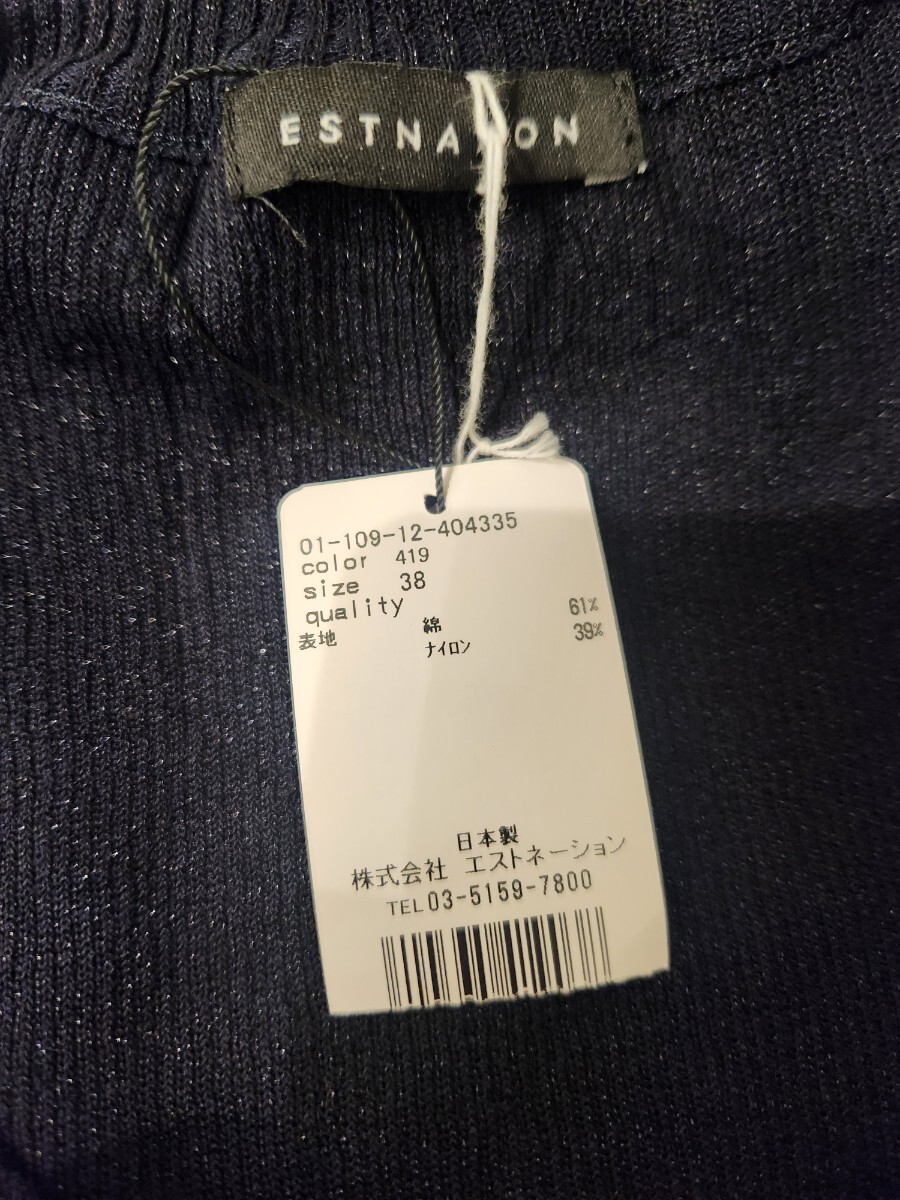 ESTNATION
01-109-12-404335
color 419
size 38
quality
表地 綿 61%
ナイロン 39%
日本製
株式会社 エストネーション
TEL03-5159-7800